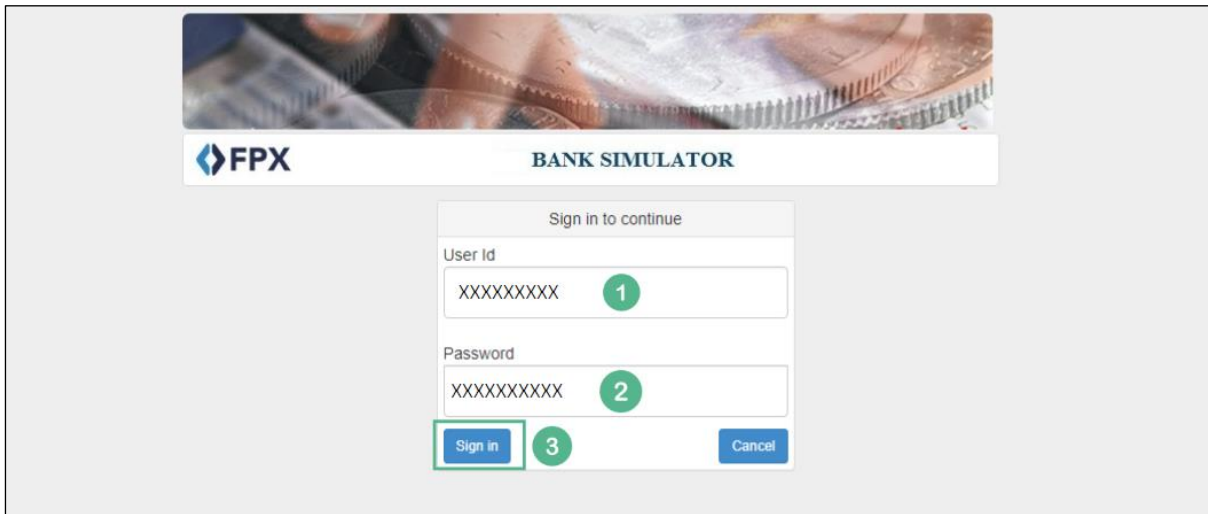 FPX
BANK SIMULATOR
Sign in to continue
User Id
XXXXXXXXX
1
Password
XXXXXXXXXX
2
Sign in
3
Cancel